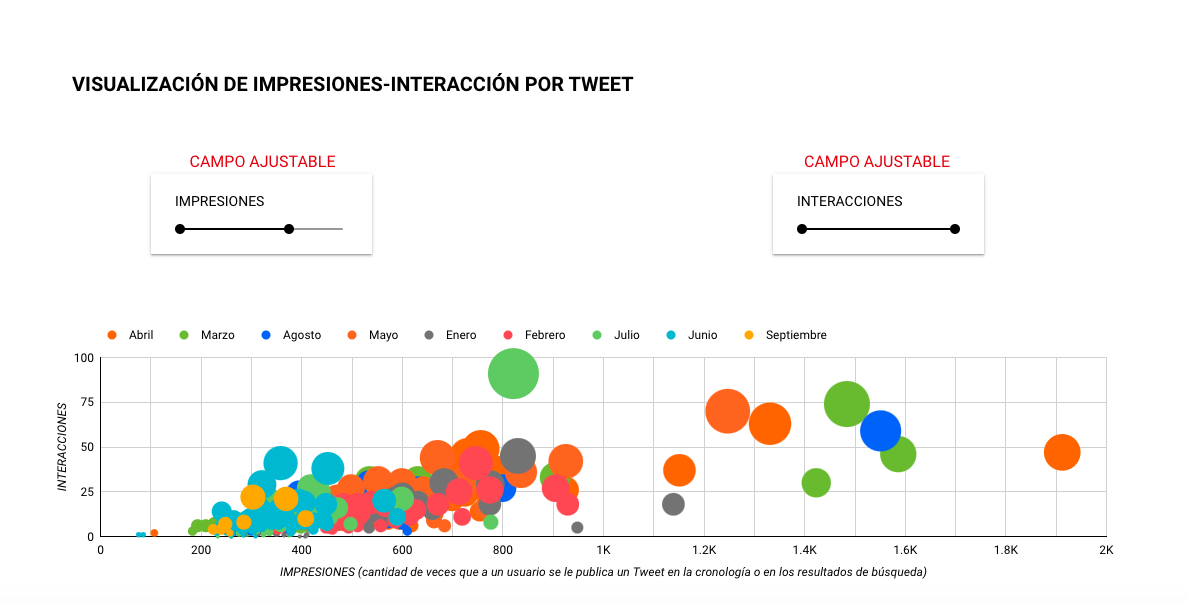 VISUALIZACIÓN DE IMPRESIONES-INTERACCIÓN POR TWEET
CAMPO AJUSTABLE
CAMPO AJUSTABLE
IMPRESIONES
INTERACCIONES
Abril Marzo Agosto Mayo Enero Febrero Julio Junio Septiembre
100
75
50
25
0
INTERACCIONES
0 200 400 600 800 1K 1.2K 1.4K 1.6K 1.8K 2K
IMPRESIONES (cantidad de veces que a un usuario se le publica un Tweet en la cronología o en los resultados de búsqueda)